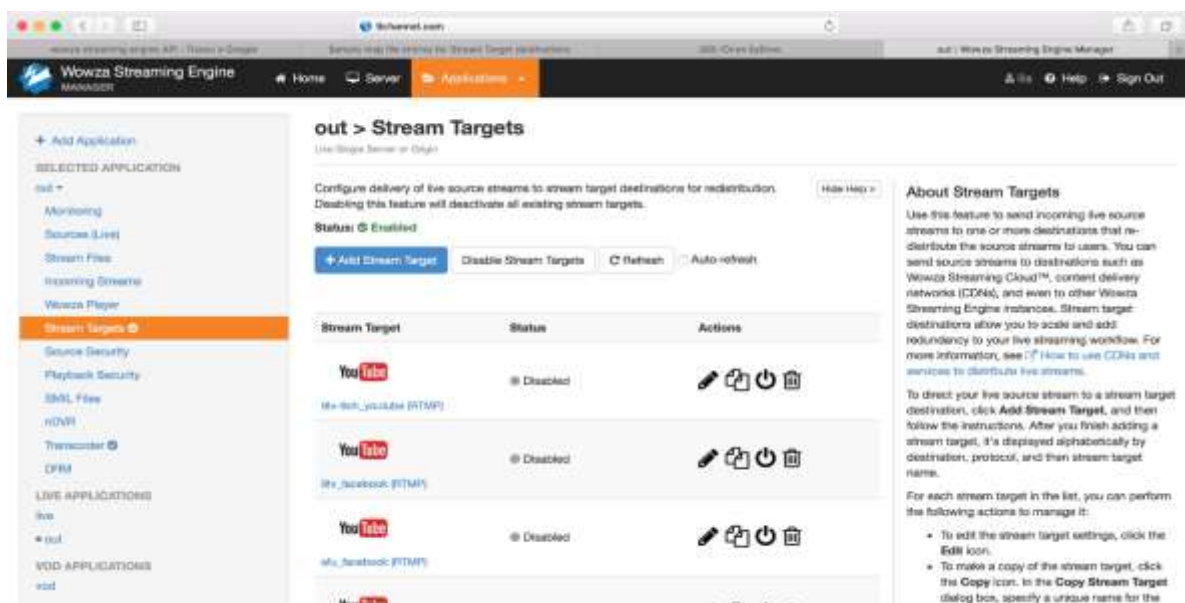 ttchannel.com
Wowza Streaming Engine
MANAGER
Home
Server
Applications
Help
Sign Out
+ Add Application
SELECTED APPLICATION
out
Monitoring
Sources (Live)
Stream Files
Incoming Streams
Wowza Player
Stream Targets
Source Security
Playback Security
SMIL Files
nDVR
Transcoder
DRM
LIVE APPLICATIONS
live
out
VOD APPLICATIONS
vod
out > Stream Targets
Live Single Server or Origin
Configure delivery of live source streams to stream target destinations for redistribution.
Disabling this feature will deactivate all existing stream targets.
Hide Help »
Status: Enabled
+ Add Stream Target
Disable Stream Targets
Refresh
Auto-refresh
Stream Target Status Actions
YouTube
Disabled
YouTube
Disabled
YouTube
Disabled
About Stream Targets
Use this feature to send incoming live source
streams to one or more destinations that re-
distribute the source streams to users. You can
send source streams to destinations such as
Wowza Streaming Cloud™, content delivery
networks (CDNs), and even to other Wowza
Streaming Engine instances. Stream target
destinations allow you to scale and add
redundancy to your live streaming workflow. For
more information, see How to use CDNs and
services to distribute live streams.
To direct your live source stream to a stream target
destination, click Add Stream Target, and then
follow the instructions. After you finish adding a
stream target, it's displayed alphabetically by
destination, protocol, and then stream target
name.
For each stream target in the list, you can perform
the following actions to manage it:
• To edit the stream target settings, click the
Edit icon.
• To make a copy of the stream target, click
the Copy icon. In the Copy Stream Target
dialog box, specify a unique name for the